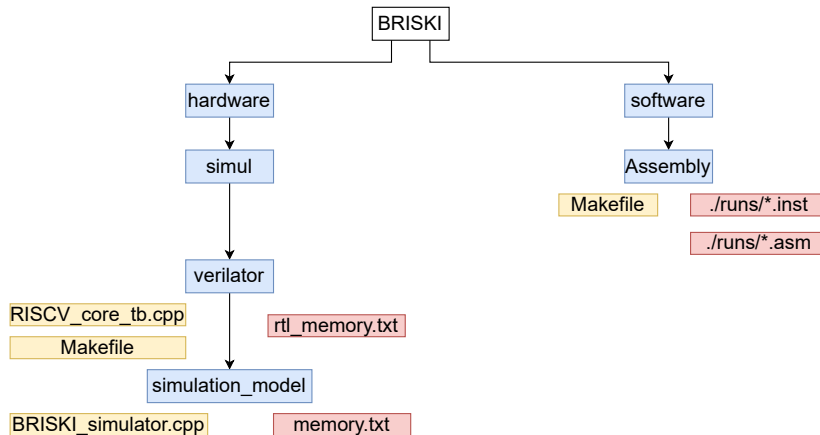 BRISKI
hardware
software
simul
Assembly
Makefile
./runs/*.inst
./runs/*.asm
verilator
RISCV_core_tb.cpp
rtl_memory.txt
Makefile
simulation_model
BRISKI_simulator.cpp
memory.txt